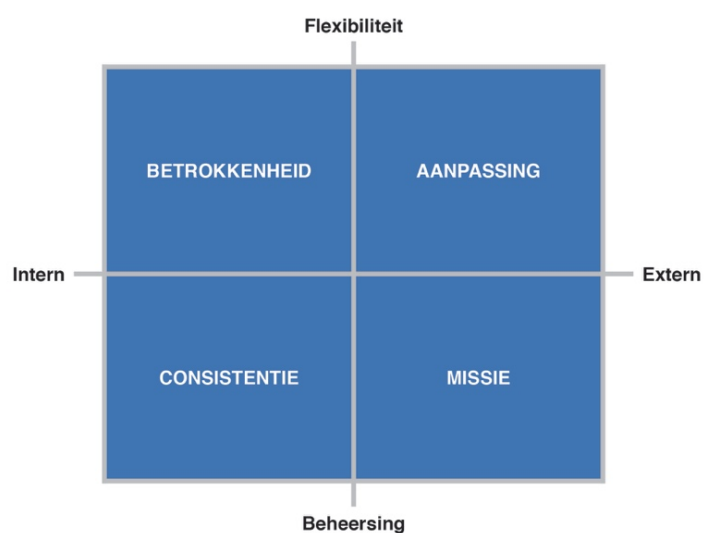 Flexibiliteit
BETROKKENHEID
AANPASSING
Intern
Extern
CONSISTENTIE
MISSIE
Beheersing